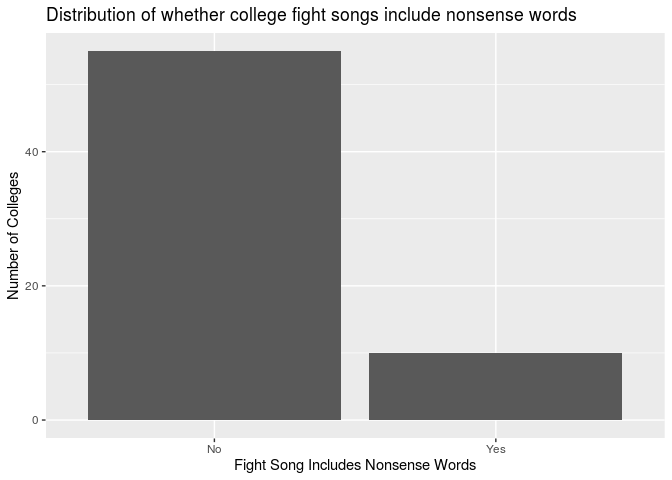 Distribution of whether college fight songs include nonsense words
Number of Colleges
40
20
0
No
Yes
Fight Song Includes Nonsense Words